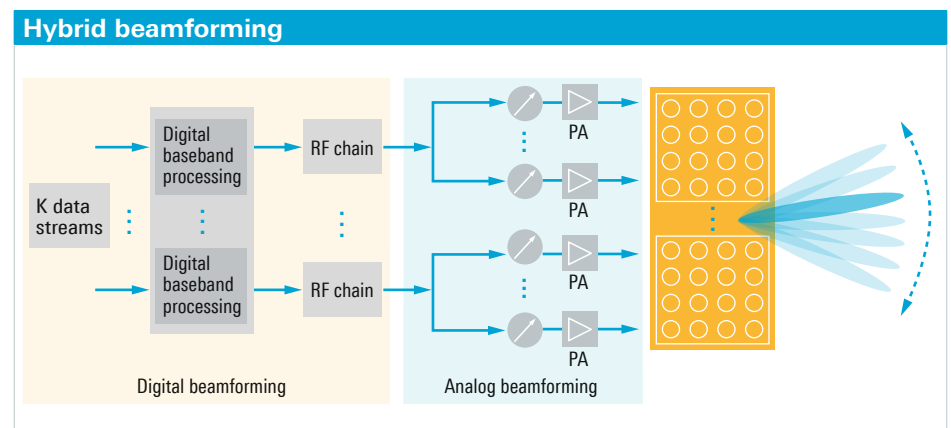 Hybrid beamforming
Digital
baseband
processing
RF chain
PA
PA
K data
streams
Digital
baseband
processing
RF chain
PA
PA
Digital beamforming
Analog beamforming